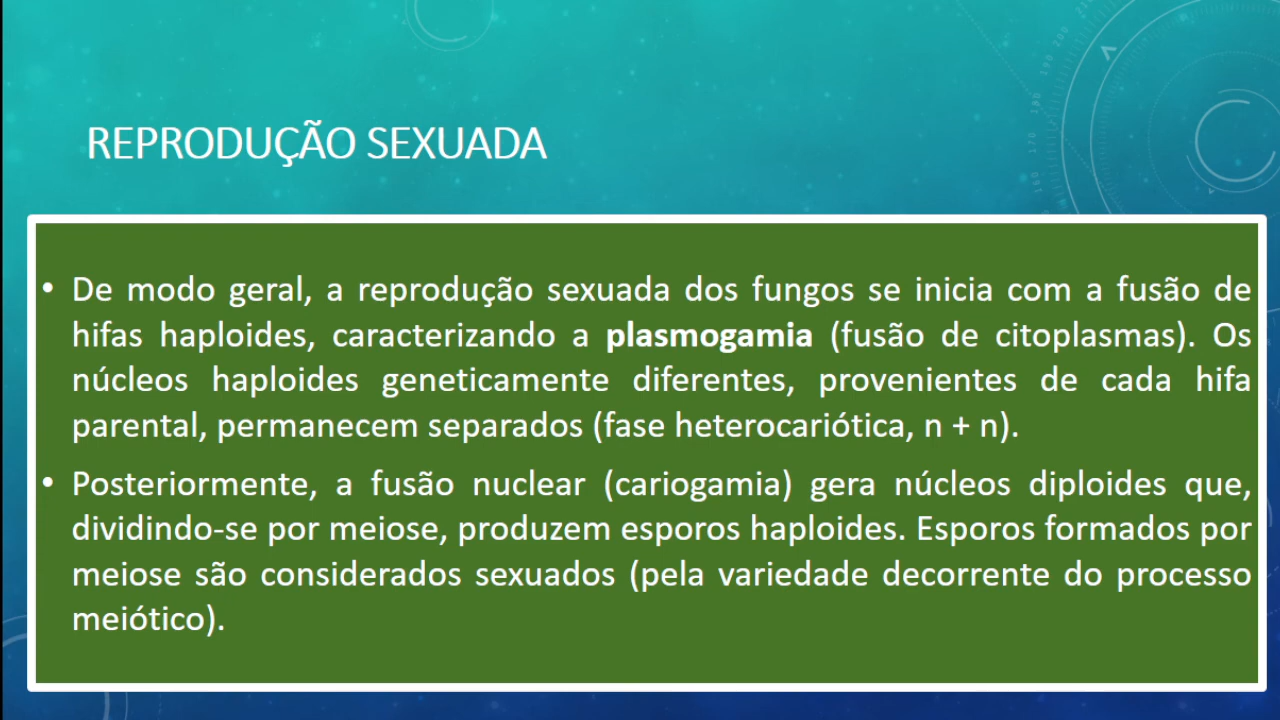 REPRODUÇÃO SEXUADA
• De modo geral, a reprodução sexuada dos fungos se inicia com a fusão de
hifas haploides, caracterizando a plasmogamia (fusão de citoplasmas). Os
núcleos haploides geneticamente diferentes, provenientes de cada hifa
parental, permanecem separados (fase heterocariótica, n + n).
• Posteriormente, a fusão nuclear (cariogamia) gera núcleos diploides que,
dividindo-se por meiose, produzem esporos haploides. Esporos formados por
meiose são considerados sexuados (pela variedade decorrente do processo
meiótico).